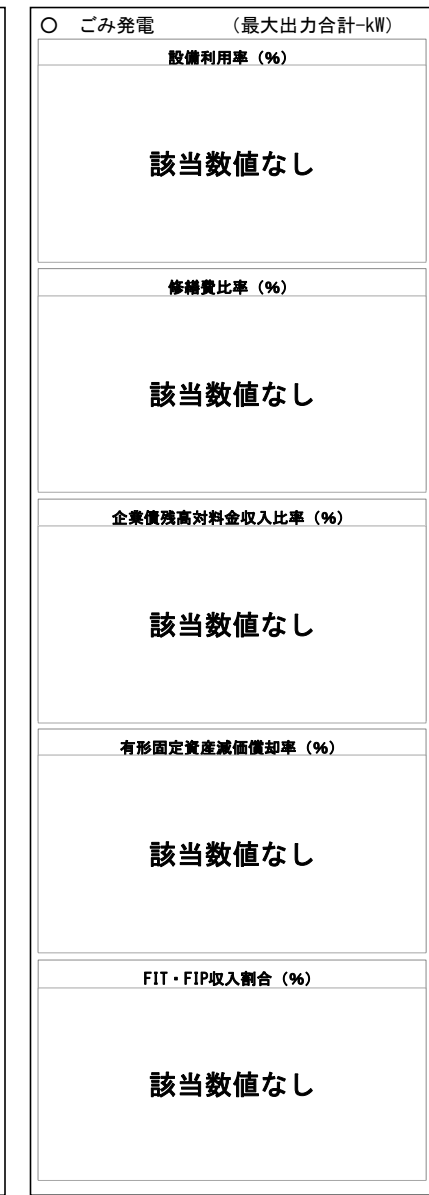 ○ ごみ発電 （最大出力合計-kW）
設備利用率（%）
該当数値なし
修繕費比率（%）
該当数値なし
企業債残高対料金収入比率（%）
該当数値なし
有形固定資産減価償却率（%）
該当数値なし
FIT・FIP収入割合（%）
該当数値なし